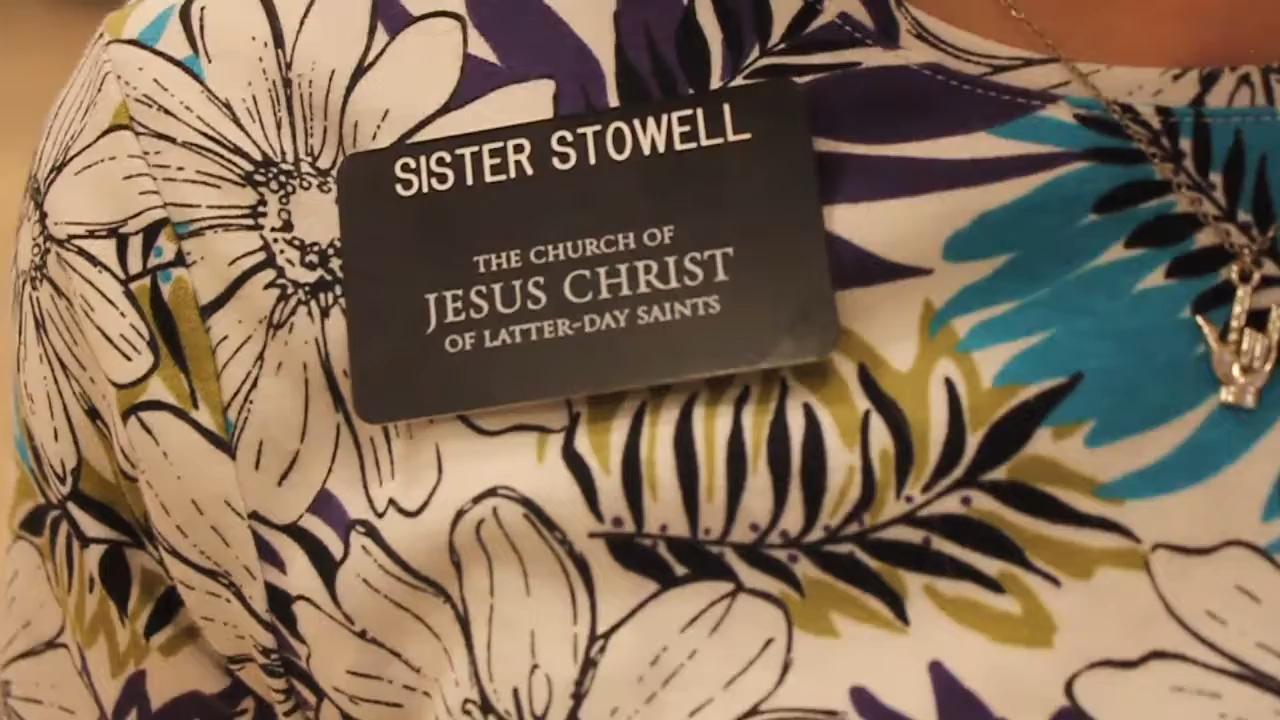 SISTER STOWELL
THE CHURCH OF
JESUS CHRIST
OF LATTER-DAY SAINTS